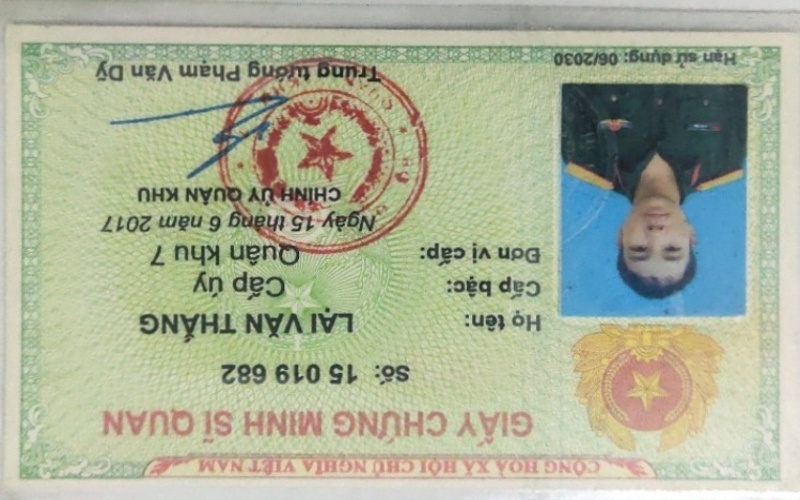 CỘNG HOÀ XÃ HỘI CHỦ NGHĨA VIỆT NAM
GIẤY CHỨNG MINH SĨ QUAN
Số: 15 019 682
Họ tên: LẠI VĂN THẮNG
Cấp bậc: Cấp úy
Đơn vị cấp: Quân khu 7
Ngày 15 tháng 6 năm 2017
CHÍNH ỦY QUÂN KHU
Trung tướng Phạm Văn Dỹ
Hạn sử dụng: 06/2030